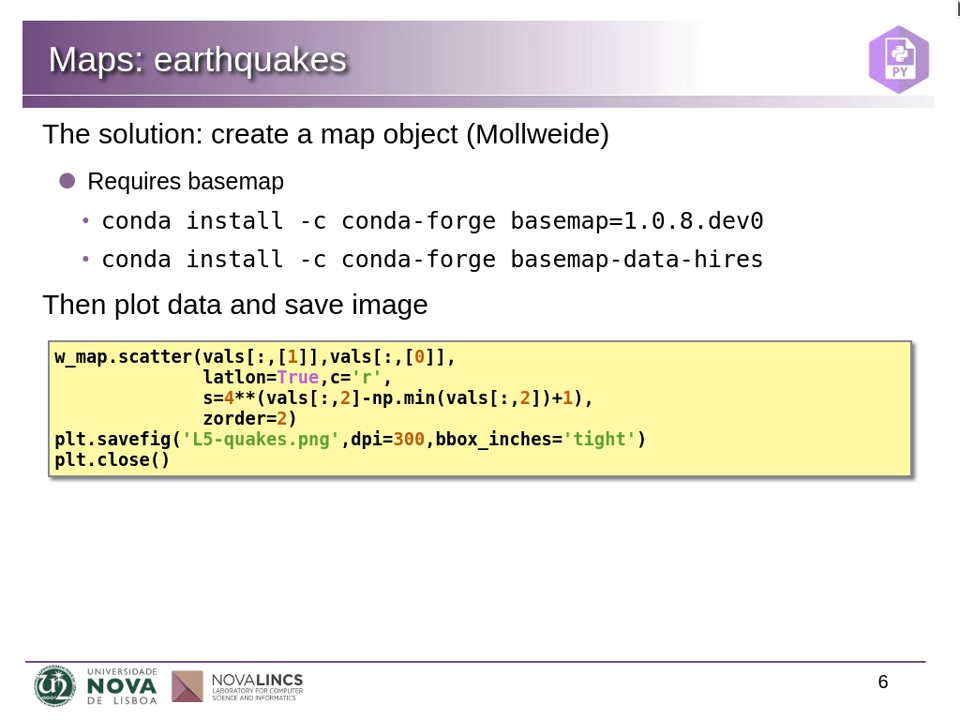 Maps: earthquakes
PY
The solution: create a map object (Mollweide)
Requires basemap
conda install -c conda-forge basemap=1.0.8.dev0
conda install -c conda-forge basemap-data-hires
Then plot data and save image
w_map.scatter(vals[:,[1]],vals[:,[0]],
latlon=True,c='r',
s=4**(vals[:,2]-np.min(vals[:,2])+1),
zorder=2)
plt.savefig('L5-quakes.png',dpi=300,bbox_inches='tight')
plt.close()
UNIVERSIDADE
NOVA
DE LISBOA
NOVALINCS
LABORATORY FOR COMPUTER
SCIENCE AND INFORMATICS
6